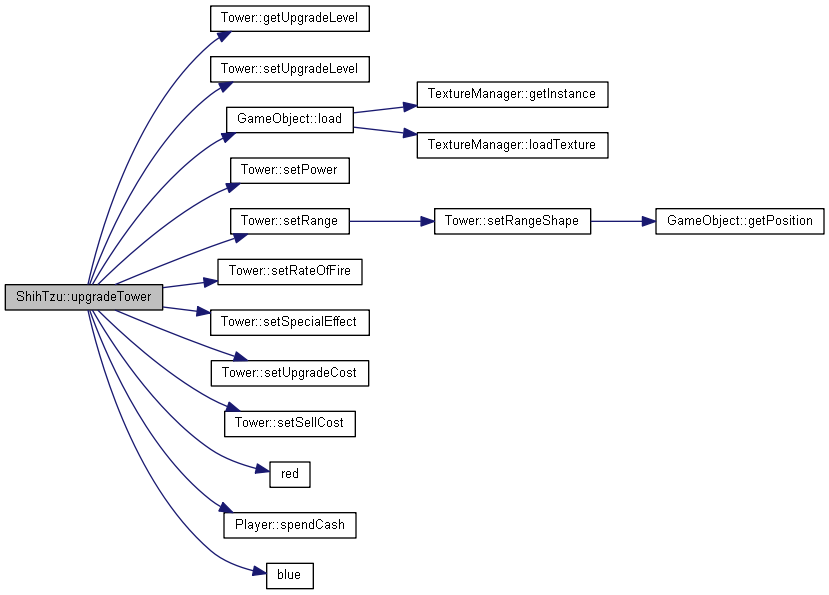 Tower::getUpgradeLevel
Tower::setUpgradeLevel
TextureManager::getInstance
GameObject::load
TextureManager::loadTexture
Tower::setPower
Tower::setRange
Tower::setRangeShape
GameObject::getPosition
Tower::setRateOfFire
ShihTzu::upgradeTower
Tower::setSpecialEffect
Tower::setUpgradeCost
Tower::setSellCost
red
Player::spendCash
blue